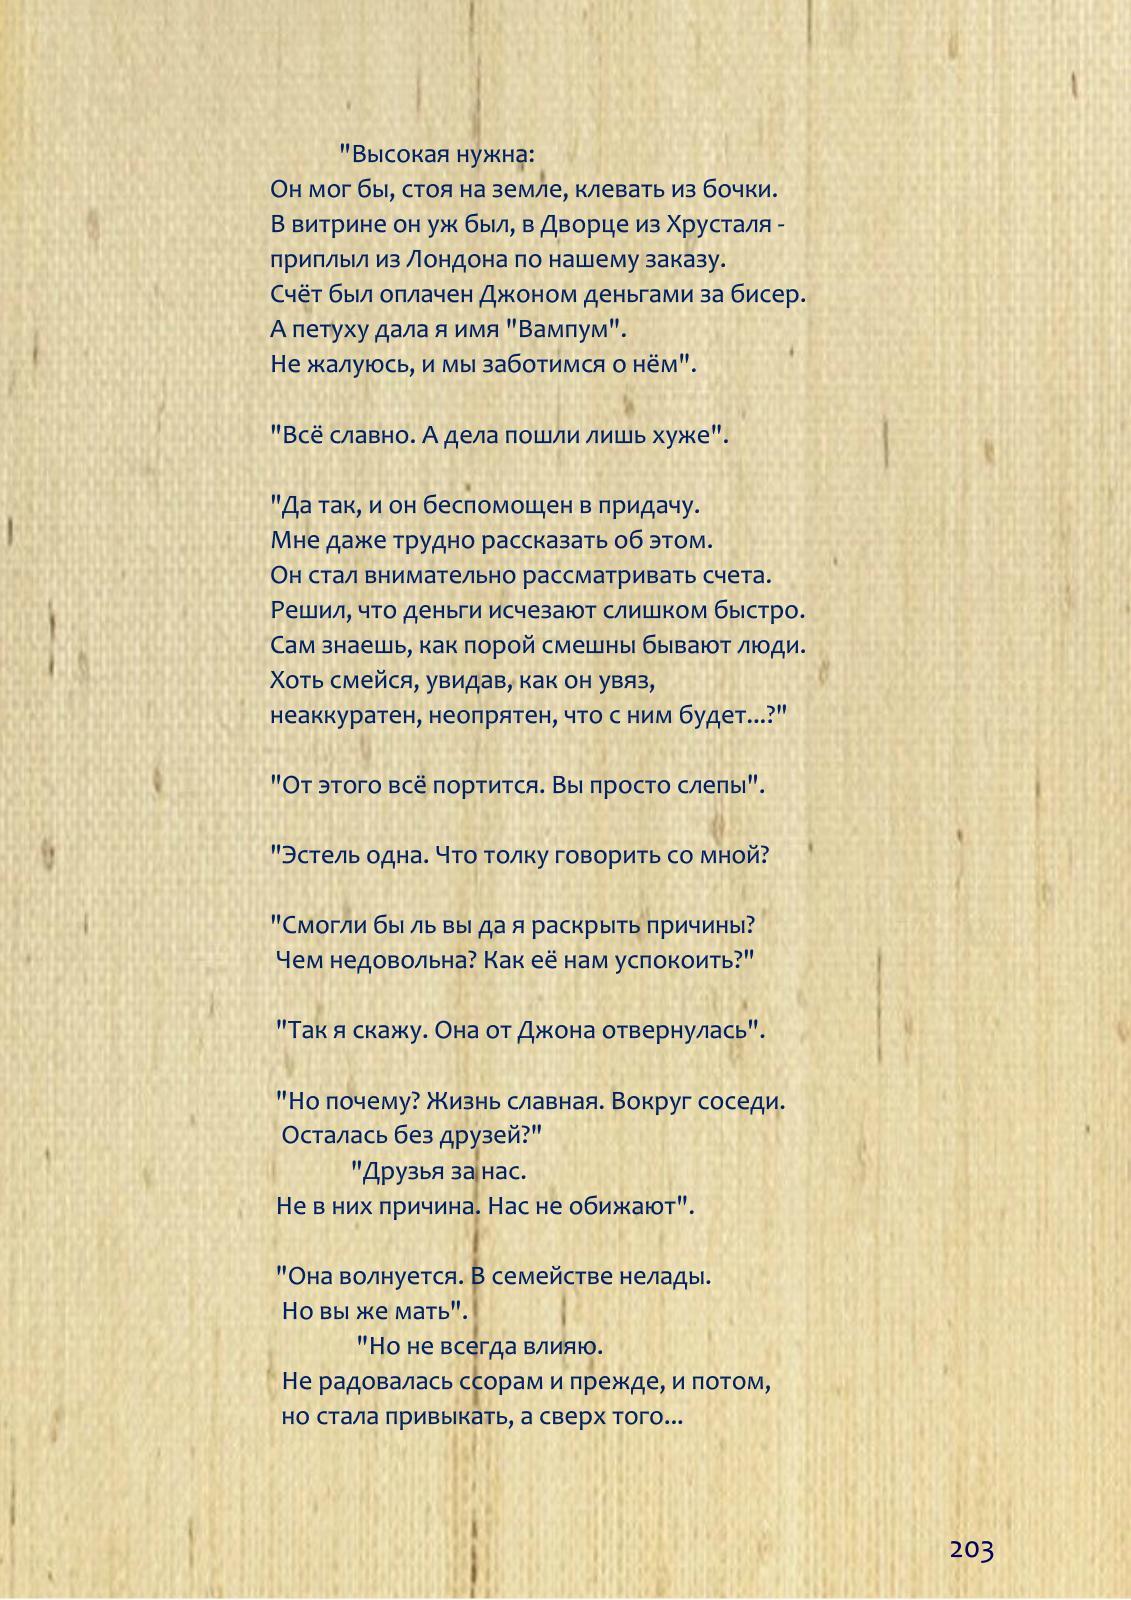 "Высокая нужна:
Он мог бы, стоя на земле, клевать из бочки.
В витрине он уж был, в Дворце из Хрусталя -
приплыл из Лондона по нашему заказу.
Счёт был оплачен Джоном деньгами за бисер.
А петуху дала я имя "Вампум".
Не жалуюсь, и мы заботимся о нём".
"Всё славно. А дела пошли лишь хуже".
"Да так, и он беспомощен в придачу.
Мне даже трудно рассказать об этом.
Он стал внимательно рассматривать счета.
Решил, что деньги исчезают слишком быстро.
Сам знаешь, как порой смешны бывают люди.
Хоть смейся, увидав, как он увяз,
неаккуратен, неопрятен, что с ним будет...?"
"От этого всё портится. Вы просто слепы".
"Эстель одна. Что толку говорить со мной?
"Смогли бы ль вы да я раскрыть причины?
Чем недовольна? Как её нам успокоить?"
"Так я скажу. Она от Джона отвернулась".
"Но почему? Жизнь славная. Вокруг соседи.
Осталась без друзей?"
"Друзья за нас.
Не в них причина. Нас не обижают".
"Она волнуется. В семействе нелады.
Но вы же мать".
"Но не всегда влияю.
Не радовалась ссорам и прежде, и потом,
но стала привыкать, а сверх того...
203